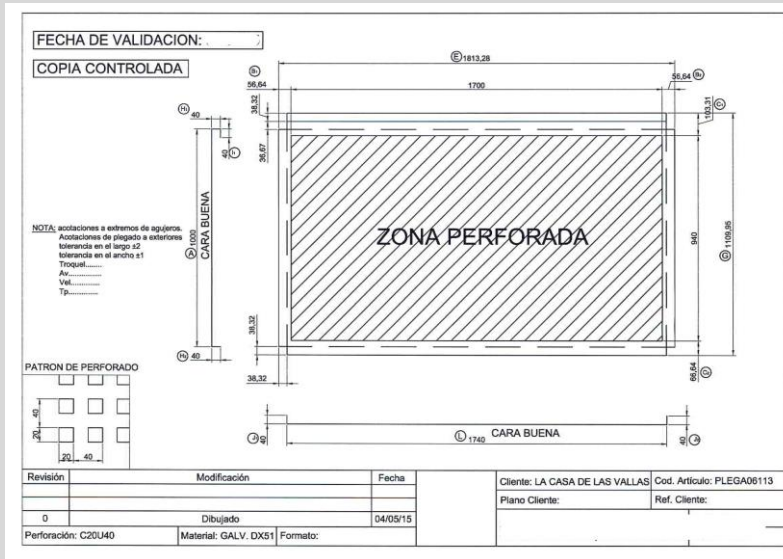 FECHA DE VALIDACION:
COPIA CONTROLADA
E 1813,28
B1
56,64
1700
56,64 B2
38,32
C1
103,31
H1
40
40 I1
36,67
NOTA: acotaciones a extremos de agujeros.
Acotaciones de plegado a exteriores
tolerancia en el largo ±2
tolerancia en el ancho ±1
Troquel........
Av..............
Vel.............
Tp.............
A 1000
CARA BUENA
ZONA PERFORADA
940
G 1109,95
38,32
H2 40
66,64
38,32
PATRON DE PERFORADO
40
20
20 40
40
L 1740
CARA BUENA
40
Revisión Modificación Fecha
0 Dibujado 04/05/15
Perforación: C20U40 Material: GALV. DX51 Formato:
Cliente: LA CASA DE LAS VALLAS Cod. Artículo: PLEGA06113
Plano Cliente: Ref. Cliente: